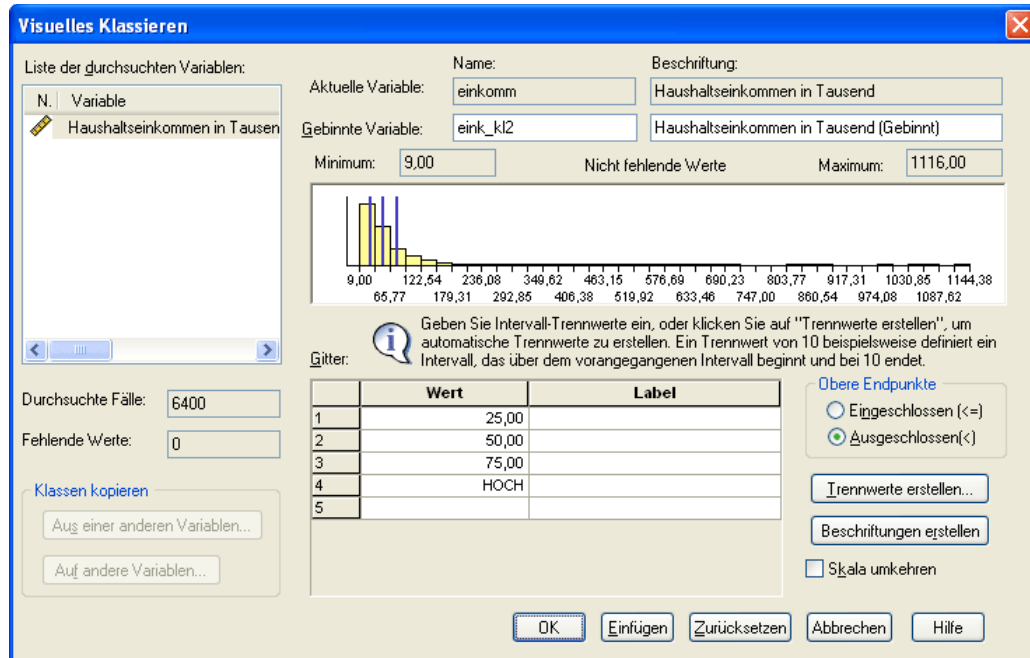 Visuelles Klassieren
Liste der durchsuchten Variablen:
N. Variable
Haushaltseinkommen in Tausen
Name:
Beschriftung:
Aktuelle Variable:
einkomm
Haushaltseinkommen in Tausend
Gebinnte Variable:
eink_kl2
Haushaltseinkommen in Tausend (Gebinnt)
Minimum:
9,00
Nicht fehlende Werte
Maximum:
1116,00
9,00 122,54 236,08 349,62 463,15 576,69 690,23 803,77 917,31 1030,85 1144,38
65,77 179,31 292,85 406,38 519,92 633,46 747,00 860,54 974,08 1087,62
Geben Sie Intervall-Trennwerte ein, oder klicken Sie auf "Trennwerte erstellen", um
automatische Trennwerte zu erstellen. Ein Trennwert von 10 beispielsweise definiert ein
Intervall, das über dem vorangegangenen Intervall beginnt und bei 10 endet.
Gitter:
Wert Label
1 25,00
2 50,00
3 75,00
4 HOCH
5
Durchsuchte Fälle:
6400
Fehlende Werte:
0
Klassen kopieren
Aus einer anderen Variablen...
Auf andere Variablen...
Obere Endpunkte
Eingeschlossen (<=)
Ausgeschlossen(<)
Trennwerte erstellen...
Beschriftungen erstellen
Skala umkehren
OK Einfügen Zurücksetzen Abbrechen Hilfe